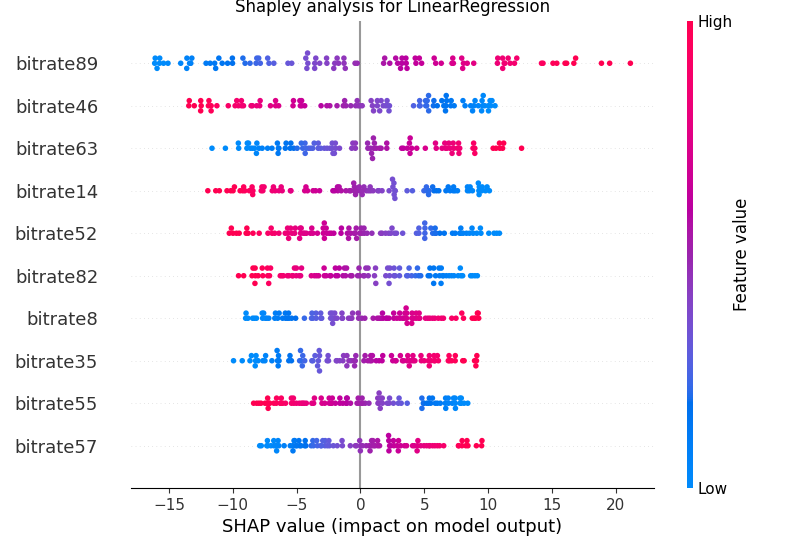 Shapley analysis for LinearRegression
High
bitrate89
bitrate46
bitrate63
bitrate14
bitrate52
bitrate82
bitrate8
bitrate35
bitrate55
bitrate57
Feature value
Low
−15 −10 −5 0 5 10 15 20
SHAP value (impact on model output)